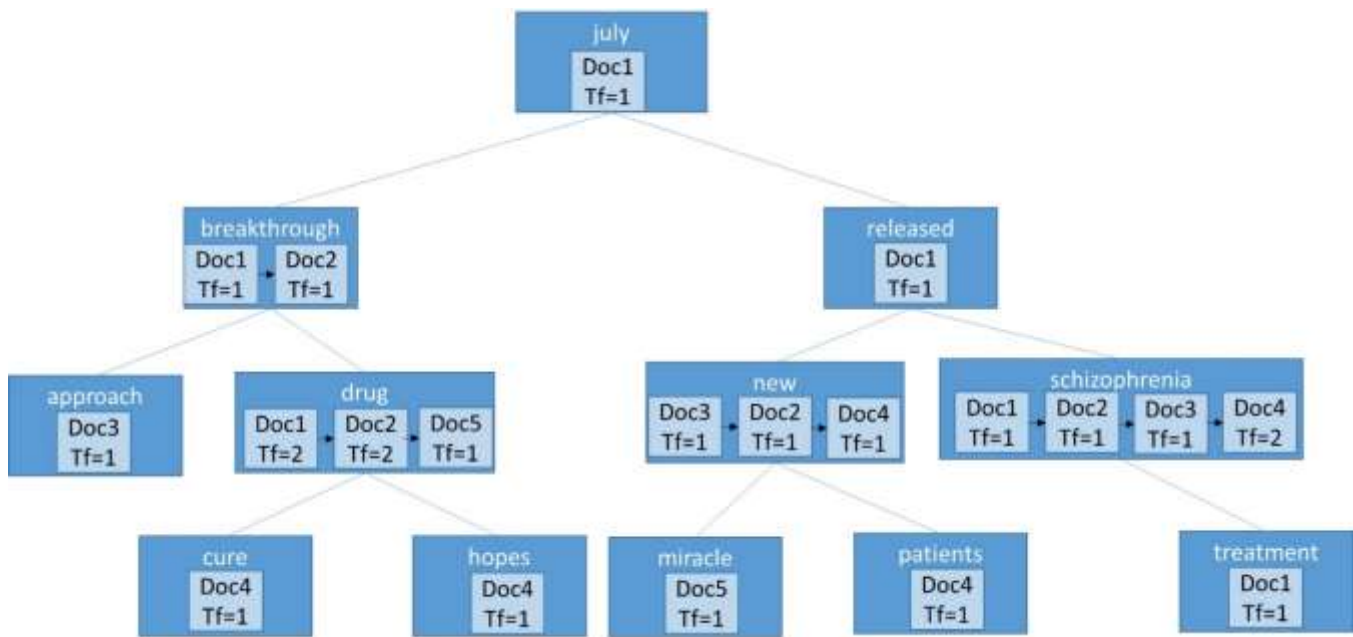 july
Doc1
Tf=1
breakthrough
Doc1 Doc2
Tf=1 Tf=1
released
Doc1
Tf=1
approach
Doc3
Tf=1
drug
Doc1 Doc2 Doc5
Tf=2 Tf=2 Tf=1
new
Doc3 Doc2 Doc4
Tf=1 Tf=1 Tf=1
schizophrenia
Doc1 Doc2 Doc3 Doc4
Tf=1 Tf=1 Tf=1 Tf=2
cure
Doc4
Tf=1
hopes
Doc4
Tf=1
miracle
Doc5
Tf=1
patients
Doc4
Tf=1
treatment
Doc1
Tf=1